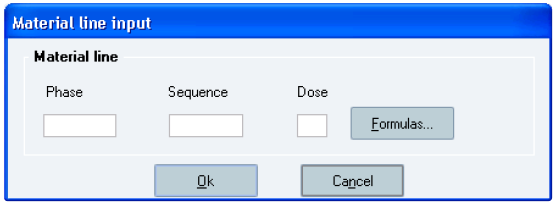 Material line input
Material line
Phase Sequence Dose
Formulas...
Ok Cancel